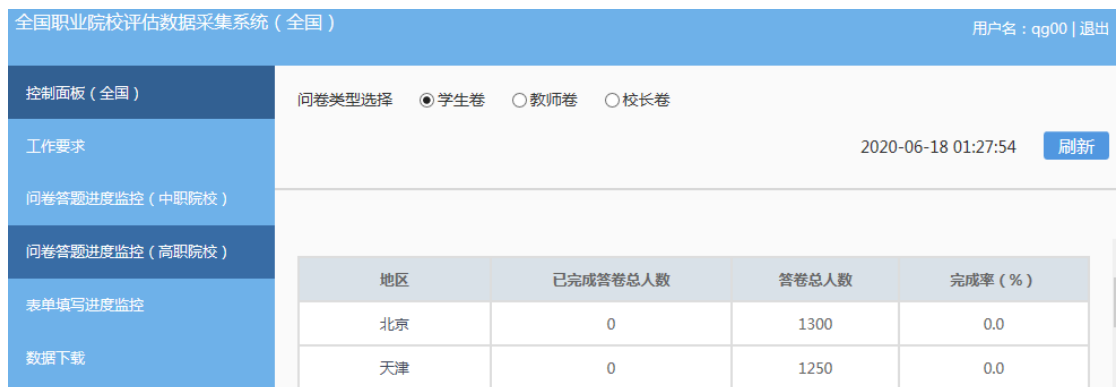 全国职业院校评估数据采集系统（全国）
用户名：qg00 | 退出
控制面板（全国）
工作要求
问卷答题进度监控（中职院校）
问卷答题进度监控（高职院校）
表单填写进度监控
数据下载
问卷类型选择 学生卷 教师卷 校长卷
2020-06-18 01:27:54 刷新
地区 已完成答卷总人数 答卷总人数 完成率（%）
北京 0 1300 0.0
天津 0 1250 0.0